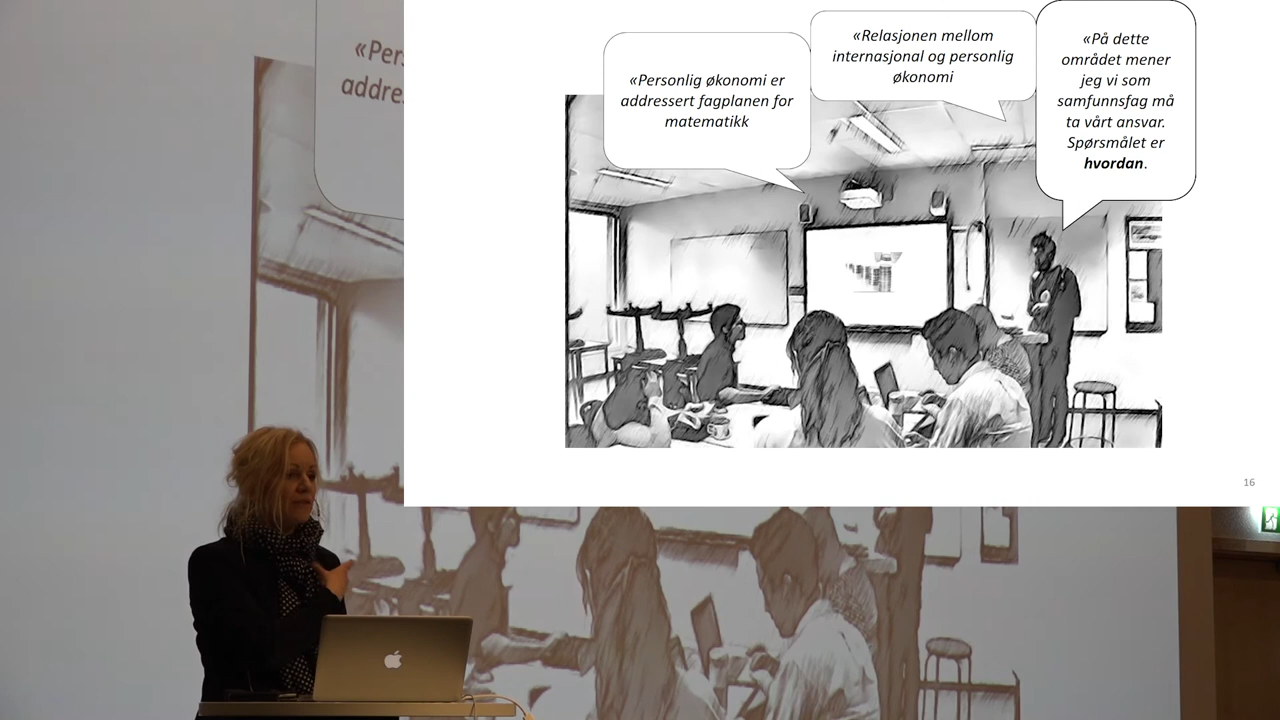 «Pers
addres
«Personlig økonomi er
addressert fagplanen for
matematikk
«Relasjonen mellom
internasjonal og personlig
økonomi
«På dette
området mener
jeg vi som
samfunnsfag må
ta vårt ansvar.
Spørsmålet er
hvordan.
16